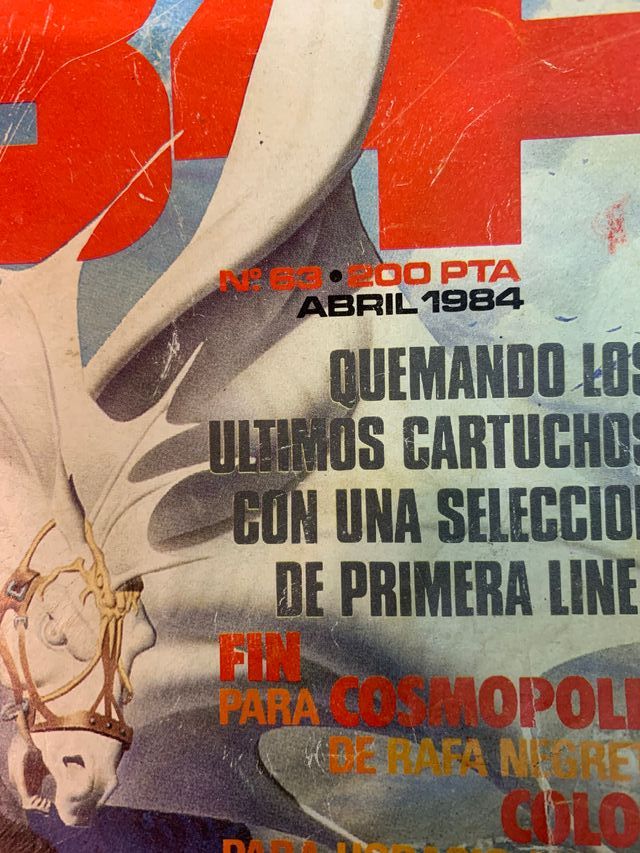 Nº 63 • 200 PTA
ABRIL 1984
QUEMANDO LOS
ULTIMOS CARTUCHOS
CON UNA SELECCION
DE PRIMERA LINE
FIN
PARA COSMOPOLI
DE RAFA NEGRET
COLO